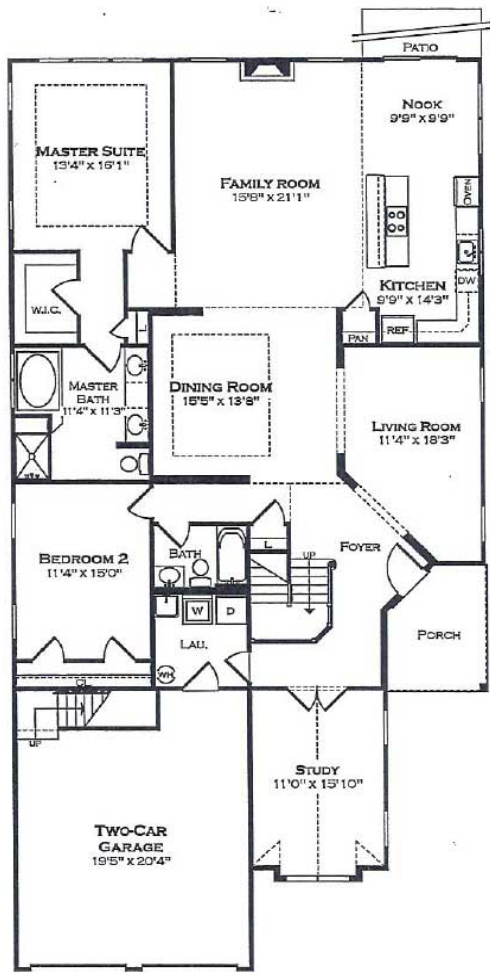 PATIO
NOOK
9'9" X 9'9"
MASTER SUITE
13'4" X 16'1"
FAMILY ROOM
15'8" X 21'1"
OVEN
W.I.C.
KITCHEN
9'9" X 14'3"
DW
L
PAN
REF
MASTER
BATH
11'4" X 11'3"
DINING ROOM
15'5" X 13'8"
LIVING ROOM
11'4" X 18'3"
BEDROOM 2
11'4" X 15'0"
BATH
L
UP
FOYER
W
D
LAU.
PORCH
WH
UP
STUDY
11'0" X 15'10"
TWO-CAR
GARAGE
19'5" X 20'4"